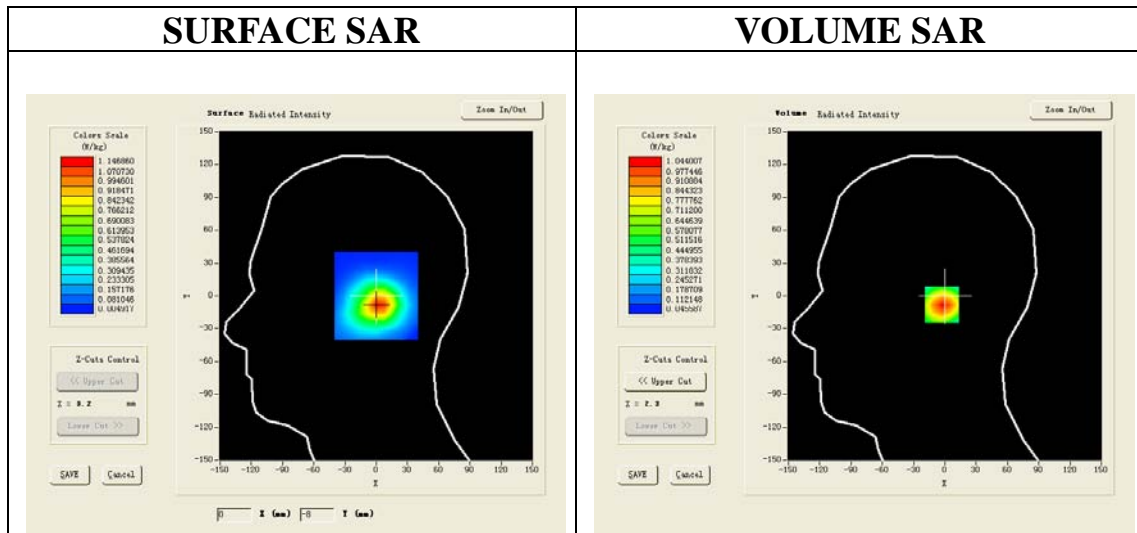 SURFACE SAR
VOLUME SAR
Surface Radiated Intensity
Zoom In/Out
Colors Scale
(W/kg)
1.146860
1.070730
0.994601
0.918471
0.842342
0.766212
0.690083
0.613953
0.537824
0.461694
0.385564
0.309435
0.233305
0.157176
0.081046
0.004917
150
120
90
60
30
0
-30
-60
-90
-120
-150
Y
-150 -120 -90 -60 -30 0 30 60 90 120 150
X
Z-Cuts Control
<< Upper Cut
mm
Lower Cut >>
SAVE
Cancel
0 X (mm) -8 Y (mm)
Volume Radiated Intensity
Zoom In/Out
Colors Scale
(W/kg)
1.044007
0.977446
0.910884
0.844323
0.777762
0.711200
0.644639
0.578077
0.511516
0.444955
0.378393
0.311832
0.245271
0.178709
0.112148
0.045587
150
120
90
60
30
0
-30
-60
-90
-120
-150
Y
-150 -120 -90 -60 -30 0 30 60 90 120 150
X
Z-Cuts Control
<< Upper Cut
mm
Lower Cut >>
SAVE
Cancel